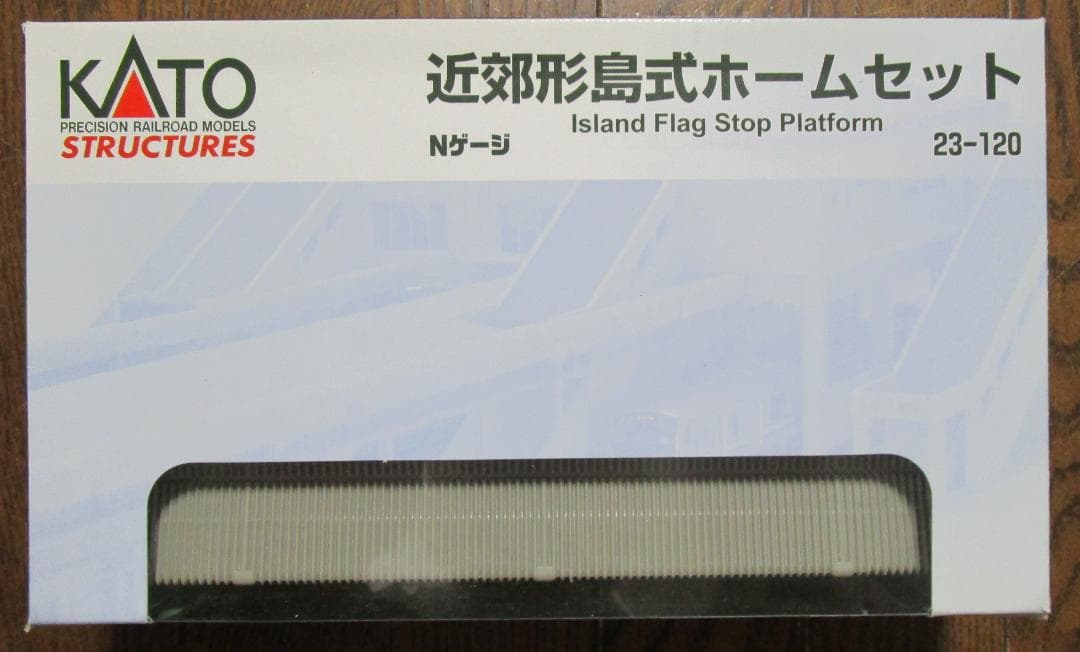 KATO
PRECISION RAILROAD MODELS
STRUCTURES
近郊形島式ホームセット
Island Flag Stop Platform
Nゲージ
23-120